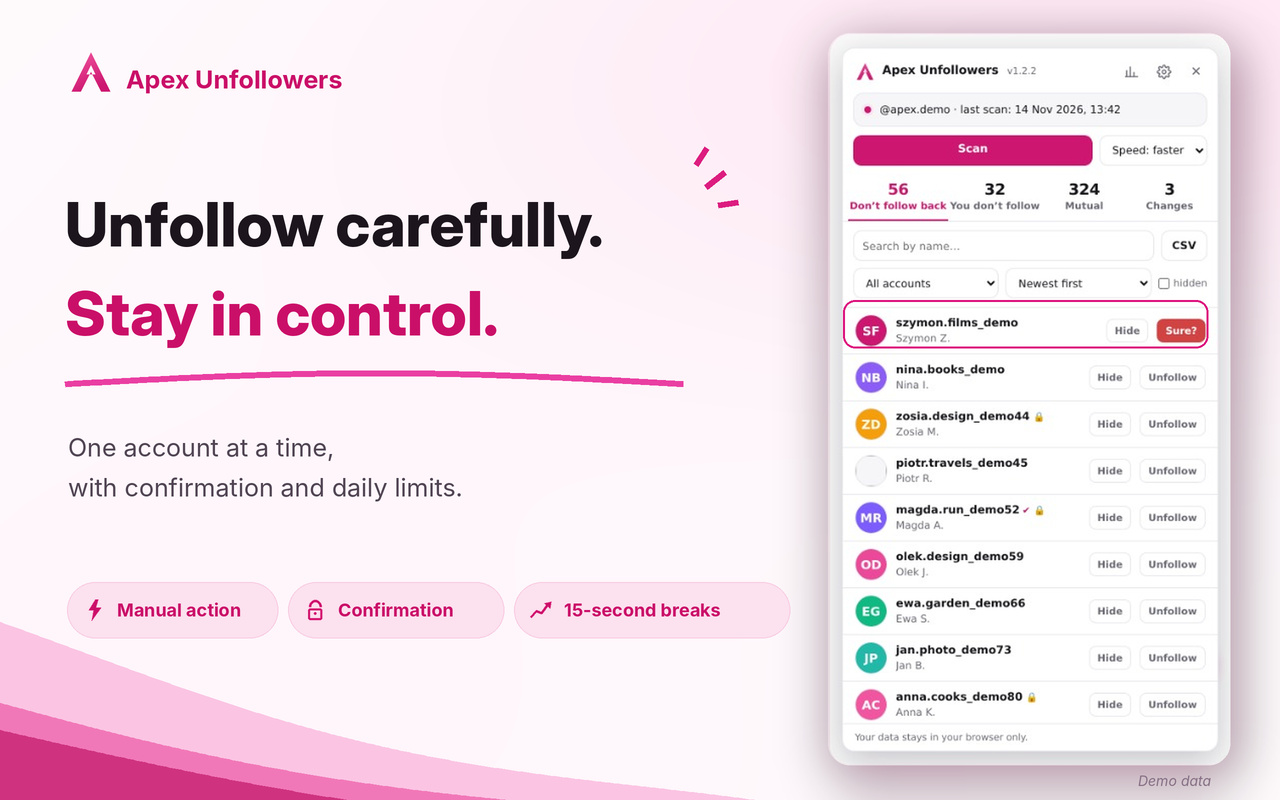 Apex Unfollowers
Unfollow carefully.
Stay in control.
One account at a time,
with confirmation and daily limits.
Manual action
Confirmation
15-second breaks
Apex Unfollowers v1.2.2
@apex.demo · last scan: 14 Nov 2026, 13:42
Scan
Speed: faster
56 32 324 3
Don't follow back You don't follow Mutual Changes
Search by name...
CSV
All accounts
Newest first
hidden
SF szymon.films_demo
Szymon Z.
Hide Sure?
NB nina.books_demo
Nina I.
Hide Unfollow
ZD zosia.design_demo44
Zosia M.
Hide Unfollow
piotr.travels_demo45
Piotr R.
Hide Unfollow
MR magda.run_demo52
Magda A.
Hide Unfollow
OD olek.design_demo59
Olek J.
Hide Unfollow
EG ewa.garden_demo66
Ewa S.
Hide Unfollow
JP jan.photo_demo73
Jan B.
Hide Unfollow
AC anna.cooks_demo80
Anna K.
Hide Unfollow
Your data stays in your browser only.
Demo data